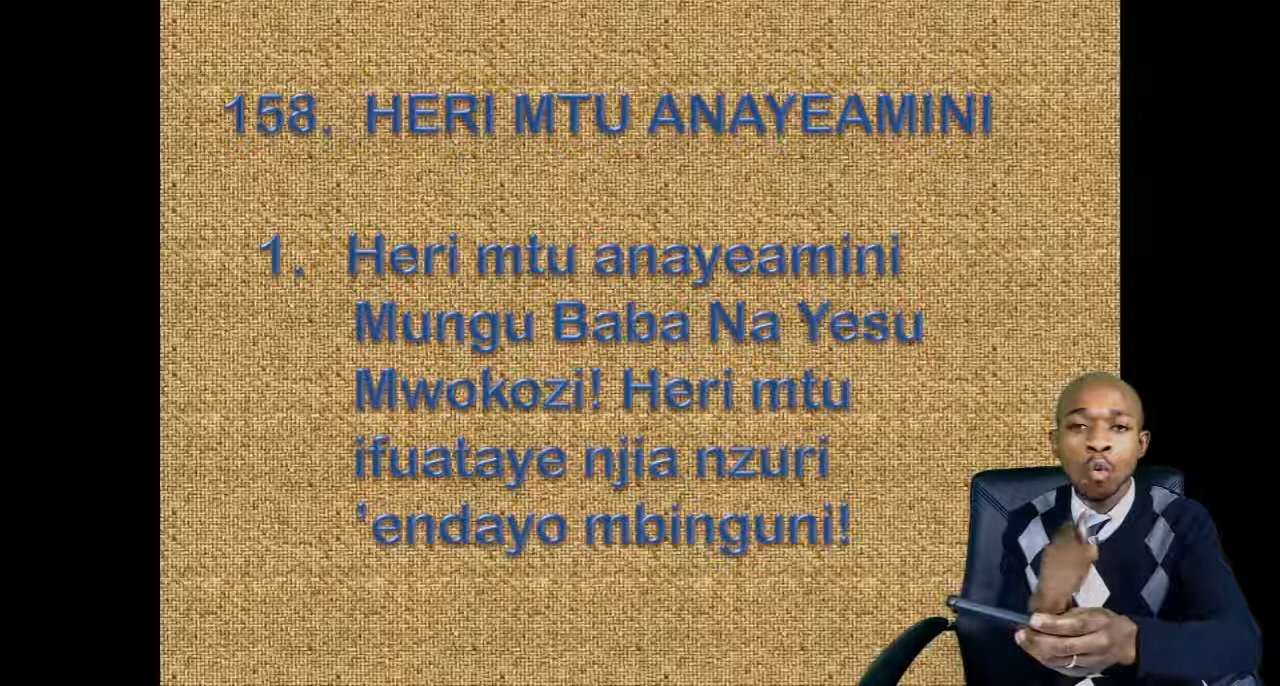 158. HERI MTU ANAYEAMINI
1. Heri mtu anayeamini
Mungu Baba Na Yesu
Mwokozi! Heri mtu
ifuataye njia nzuri
'endayo mbinguni!